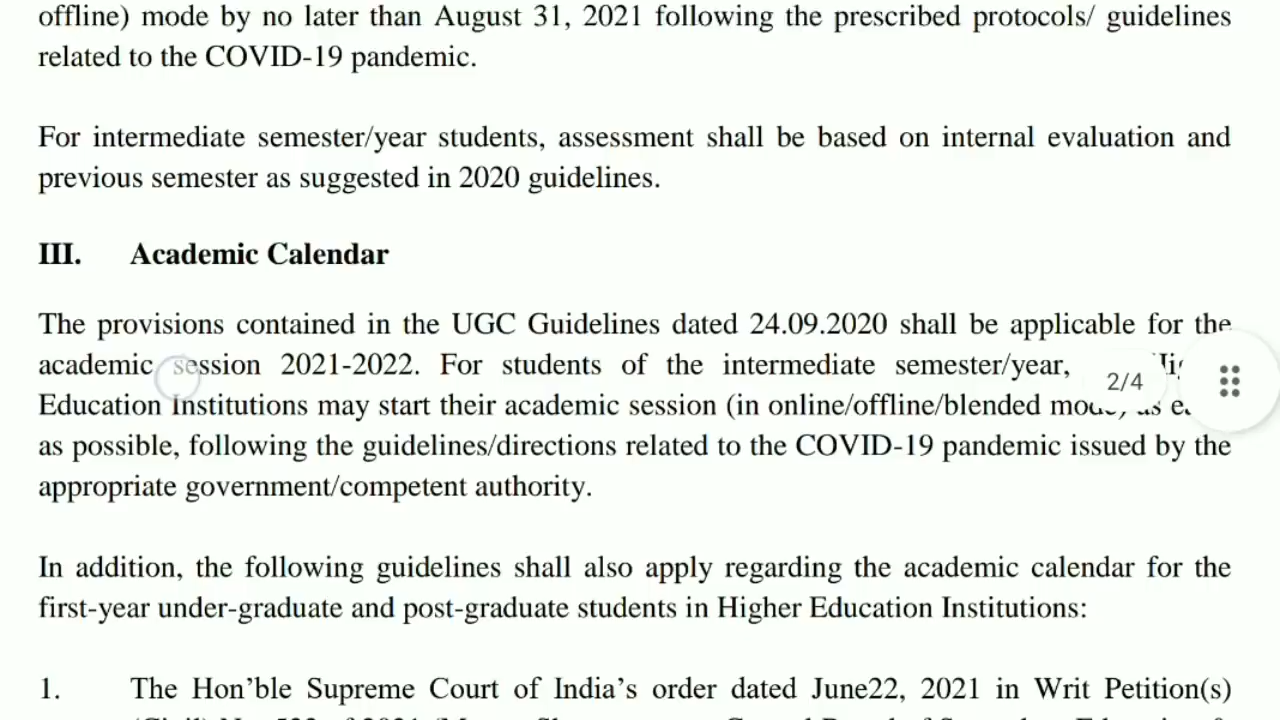 offline) mode by no later than August 31, 2021 following the prescribed protocols/ guidelines
related to the COVID-19 pandemic.
For intermediate semester/year students, assessment shall be based on internal evaluation and
previous semester as suggested in 2020 guidelines.
III. Academic Calendar
The provisions contained in the UGC Guidelines dated 24.09.2020 shall be applicable for the
academic session 2021-2022. For students of the intermediate semester/year,
2/4
Education Institutions may start their academic session (in online/offline/blended as
as possible, following the guidelines/directions related to the COVID-19 pandemic issued by the
appropriate government/competent authority.
In addition, the following guidelines shall also apply regarding the academic calendar for the
first-year under-graduate and post-graduate students in Higher Education Institutions:
1. The Hon’ble Supreme Court of India’s order dated June22, 2021 in Writ Petition(s)